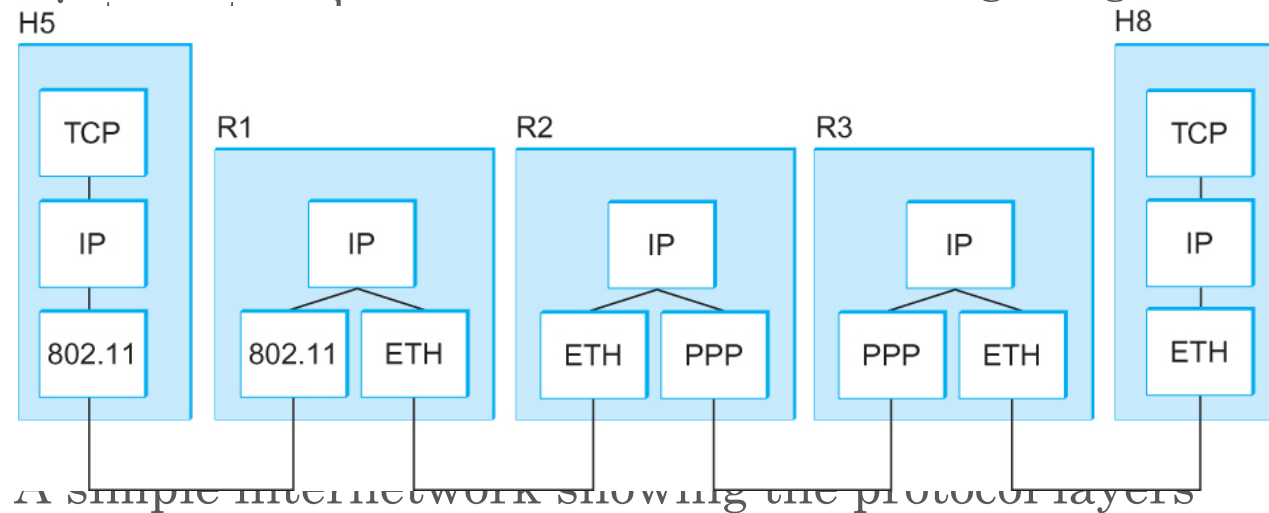 H5
H8
TCP
R1
R2
R3
TCP
IP
IP
IP
IP
IP
802.11
802.11
ETH
ETH
PPP
PPP
ETH
ETH
A simple internetwork showing the protocol layers